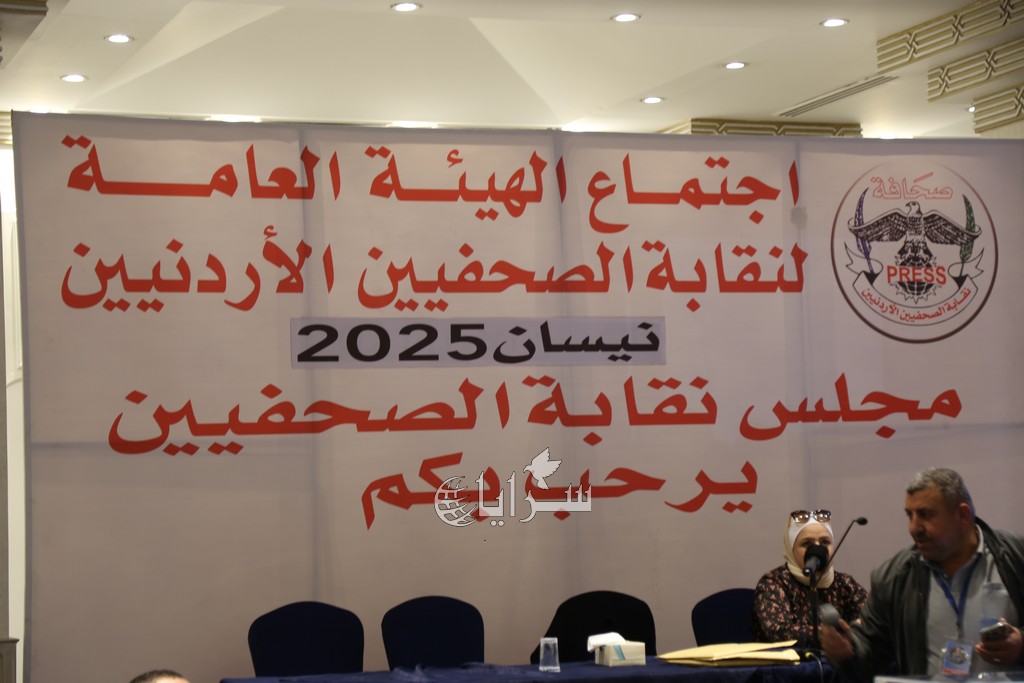 اجتماع الهيئة العامة
لنقابة الصحفيين الأردنيين
نيسان 2025
مجلس نقابة الصحفيين
يرحب بكم
صحافة
PRESS
نقابة الصحفيين الأردنيين
سرايا